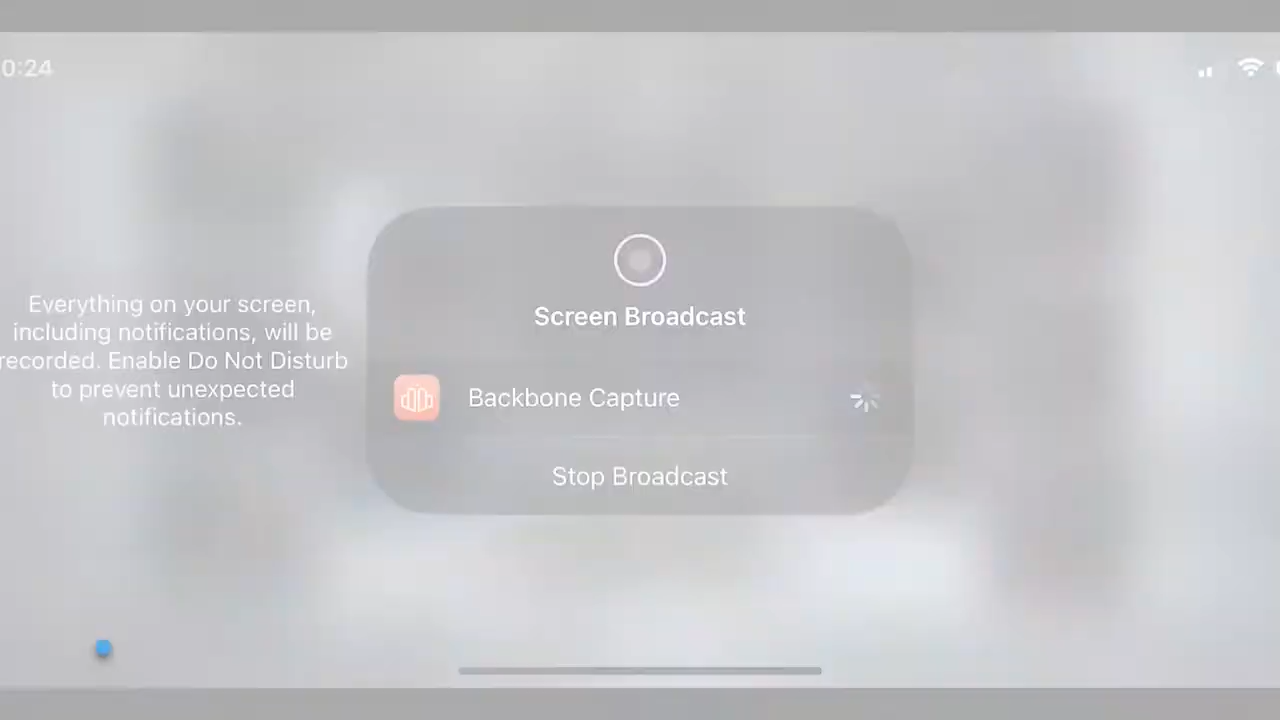 0:24
Everything on your screen,
including notifications, will be
recorded. Enable Do Not Disturb
to prevent unexpected
notifications.
Screen Broadcast
Backbone Capture
Stop Broadcast